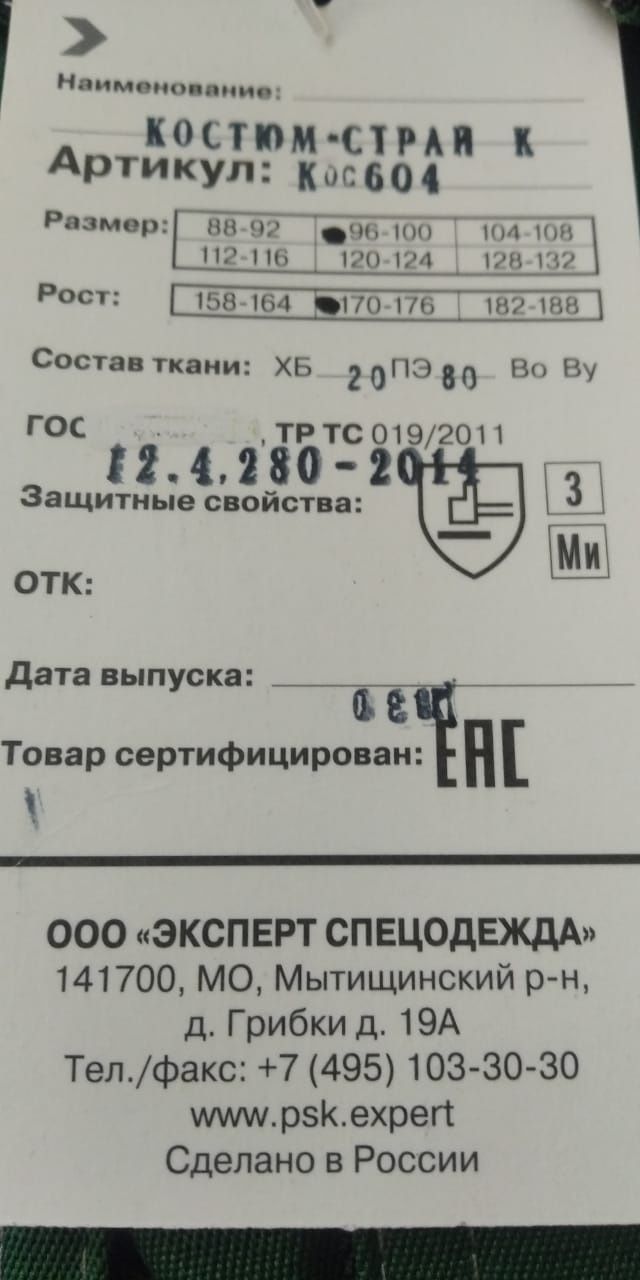 Наименование:
КОСТЮМ-СТРАЙ К
Артикул: КОС604
Размер: 88-92 96-100 104-108
112-116 120-124 128-132
Рост: 158-164 170-176 182-188
Состав ткани: ХБ 20 ПЭ 80 Во Ву
ГОС , ТР ТС 019/2011
12.4.280-2014
Защитные свойства: З
Ми
ОТК:
Дата выпуска:
Товар сертифицирован: EAC
ООО «ЭКСПЕРТ СПЕЦОДЕЖДА»
141700, МО, Мытищинский р-н,
д. Грибки д. 19А
Тел./факс: +7 (495) 103-30-30
www.psk.expert
Сделано в России